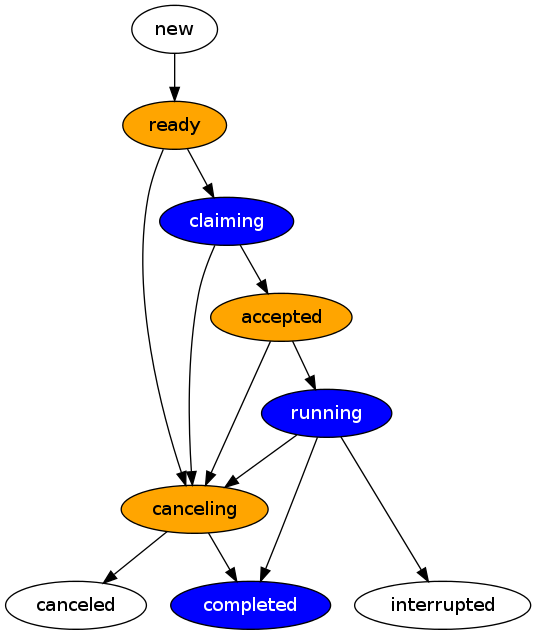 new
ready
claiming
accepted
running
canceling
canceled
completed
interrupted